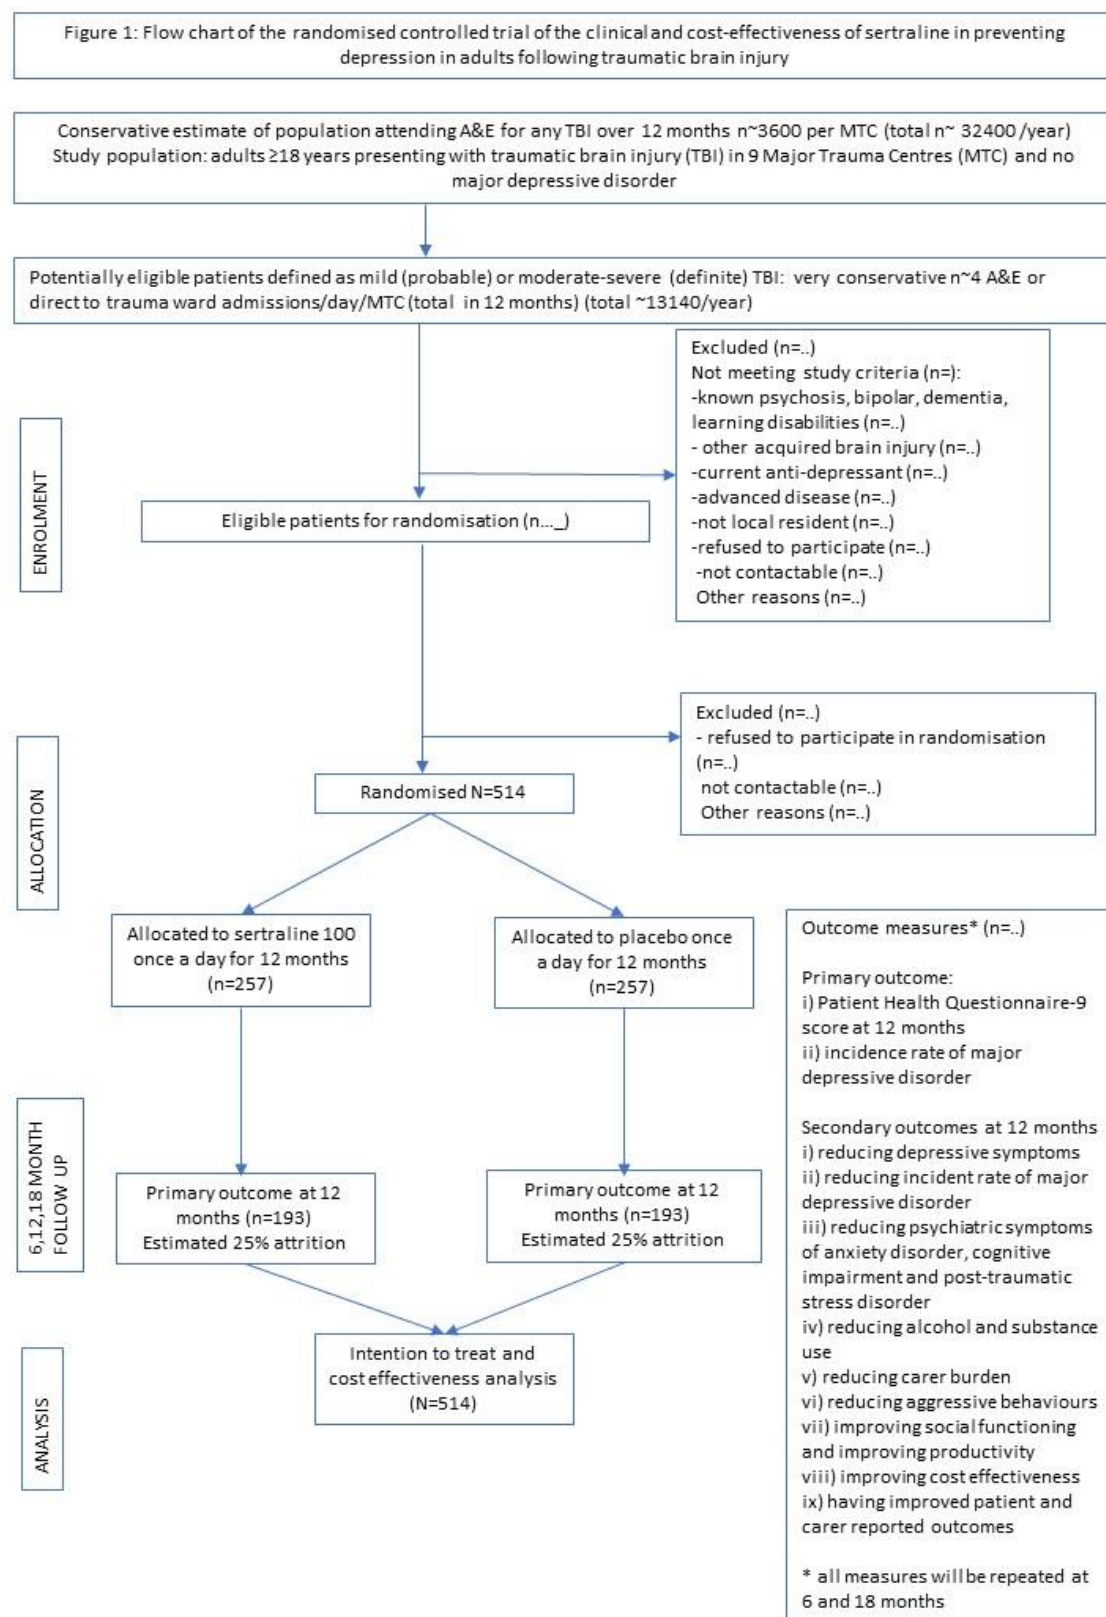 Figure 1: Flow chart of the randomised controlled trial of the clinical and cost-effectiveness of sertraline in preventing
depression in adults following traumatic brain injury
Conservative estimate of population attending A&E for any TBI over 12 months n~3600 per MTC (total n~ 32400 /year)
Study population: adults ≥18 years presenting with traumatic brain injury (TBI) in 9 Major Trauma Centres (MTC) and no
major depressive disorder
Potentially eligible patients defined as mild (probable) or moderate-severe (definite) TBI: very conservative n~4 A&E or
direct to trauma ward admissions/day/MTC (total in 12 months) (total ~13140/year)
ENROLMENT
Excluded (n=..)
Not meeting study criteria (n=):
-known psychosis, bipolar, dementia,
learning disabilities (n=..)
- other acquired brain injury (n=..)
-current anti-depressant (n=..)
-advanced disease (n=..)
-not local resident (n=..)
-refused to participate (n=..)
-not contactable (n=..)
Other reasons (n=..)
Eligible patients for randomisation (n..._)
ALLOCATION
Excluded (n=..)
- refused to participate in randomisation
(n=..)
not contactable (n=..)
Other reasons (n=..)
Randomised N=514
Allocated to sertraline 100
once a day for 12 months
(n=257)
Allocated to placebo once
a day for 12 months
(n=257)
6,12,18 MONTH
FOLLOW UP
Primary outcome at 12
months (n=193)
Estimated 25% attrition
Primary outcome at 12
months (n=193)
Estimated 25% attrition
ANALYSIS
Intention to treat and
cost effectiveness analysis
(N=514)
Outcome measures* (n=..)
Primary outcome:
i) Patient Health Questionnaire-9
score at 12 months
ii) incidence rate of major
depressive disorder
Secondary outcomes at 12 months
i) reducing depressive symptoms
ii) reducing incident rate of major
depressive disorder
iii) reducing psychiatric symptoms
of anxiety disorder, cognitive
impairment and post-traumatic
stress disorder
iv) reducing alcohol and substance
use
v) reducing carer burden
vi) reducing aggressive behaviours
vii) improving social functioning
and improving productivity
viii) improving cost effectiveness
ix) having improved patient and
carer reported outcomes
* all measures will be repeated at
6 and 18 months